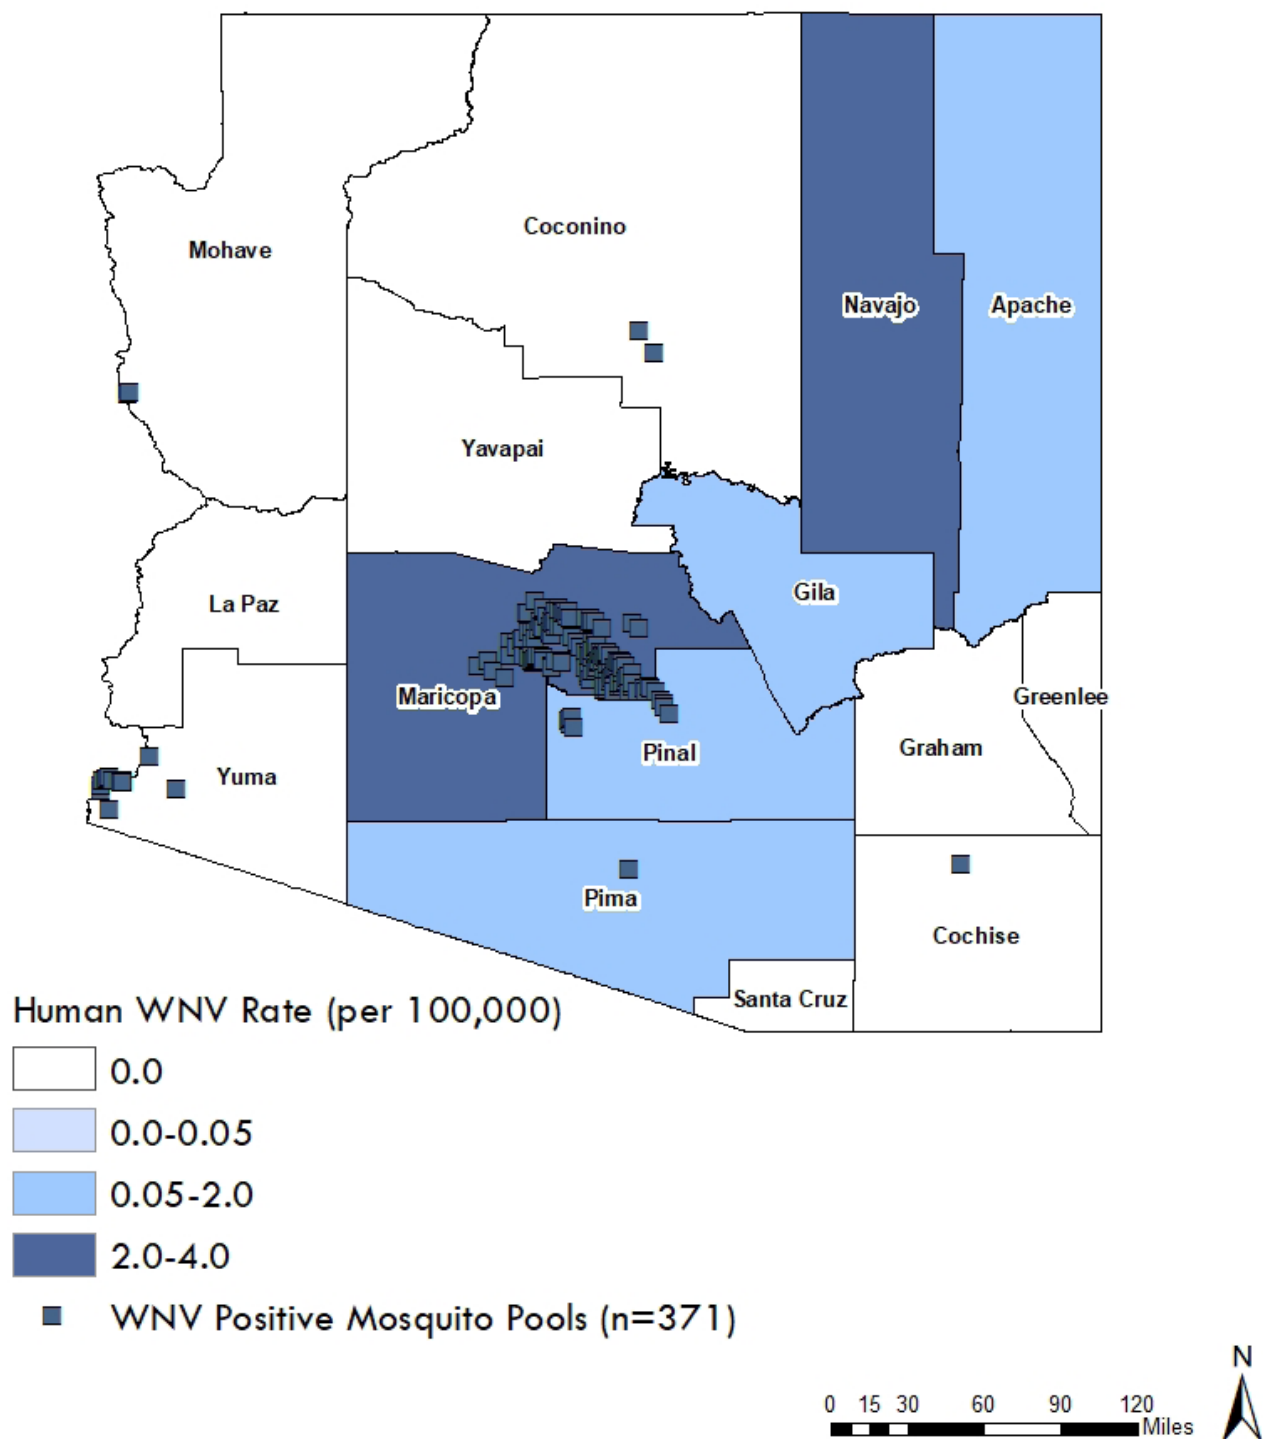 Coconino
Mohave
Navajo
Apache
Yavapai
Gila
La Paz
Maricopa
Greenlee
Graham
Pinal
Yuma
Pima
Cochise
Santa Cruz
Human WNV Rate (per 100,000)
0.0
0.0-0.05
0.05-2.0
2.0-4.0
WNV Positive Mosquito Pools (n=371)
N
0 15 30 60 90 120
Miles